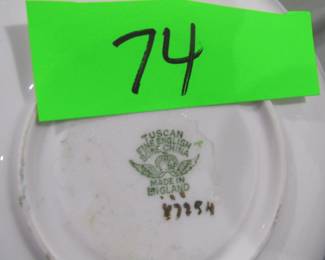 74
TUSCAN
FINE ENGLISH
BONE CHINA
MADE IN
ENGLAND